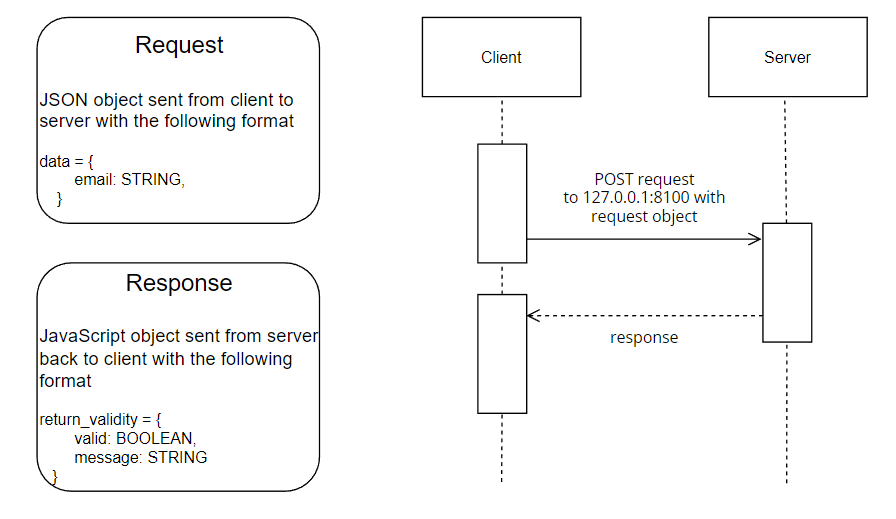 Request
JSON object sent from client to
server with the following format
data = {
email: STRING,
}
Response
JavaScript object sent from server
back to client with the following
format
return_validity = {
valid: BOOLEAN,
message: STRING
}
Client
Server
POST request
to 127.0.0.1:8100 with
request object
response